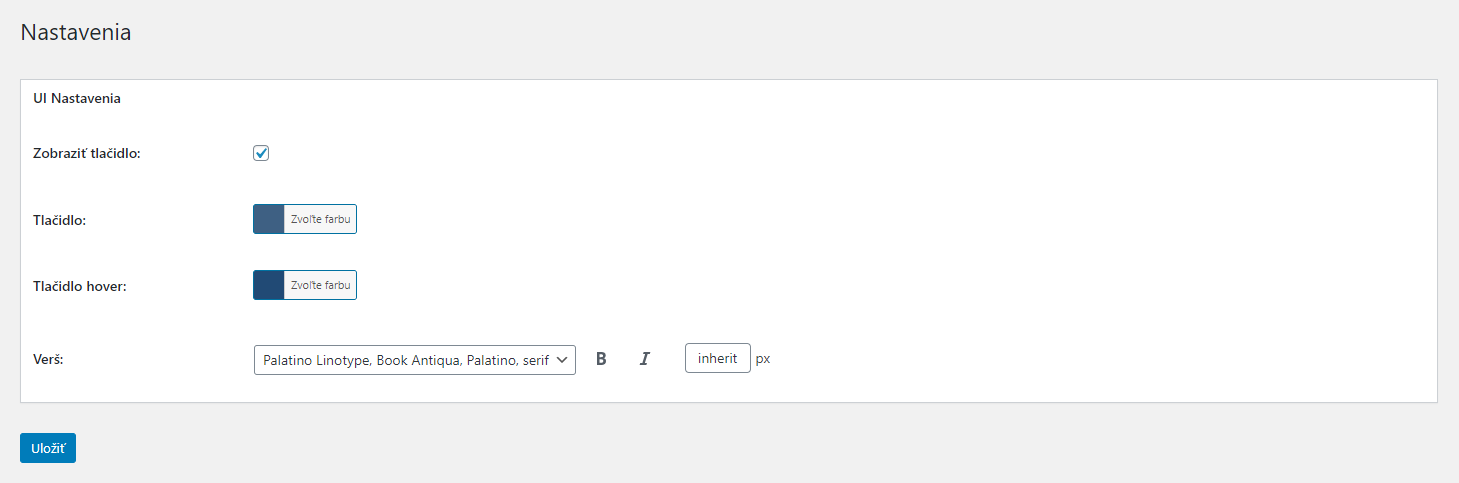 Nastavenia
UI Nastavenia
Zobraziť tlačidlo:
Tlačidlo: Zvoľte farbu
Tlačidlo hover: Zvoľte farbu
Verš: Palatino Linotype, Book Antiqua, Palatino, serif B I inherit px
Uložiť